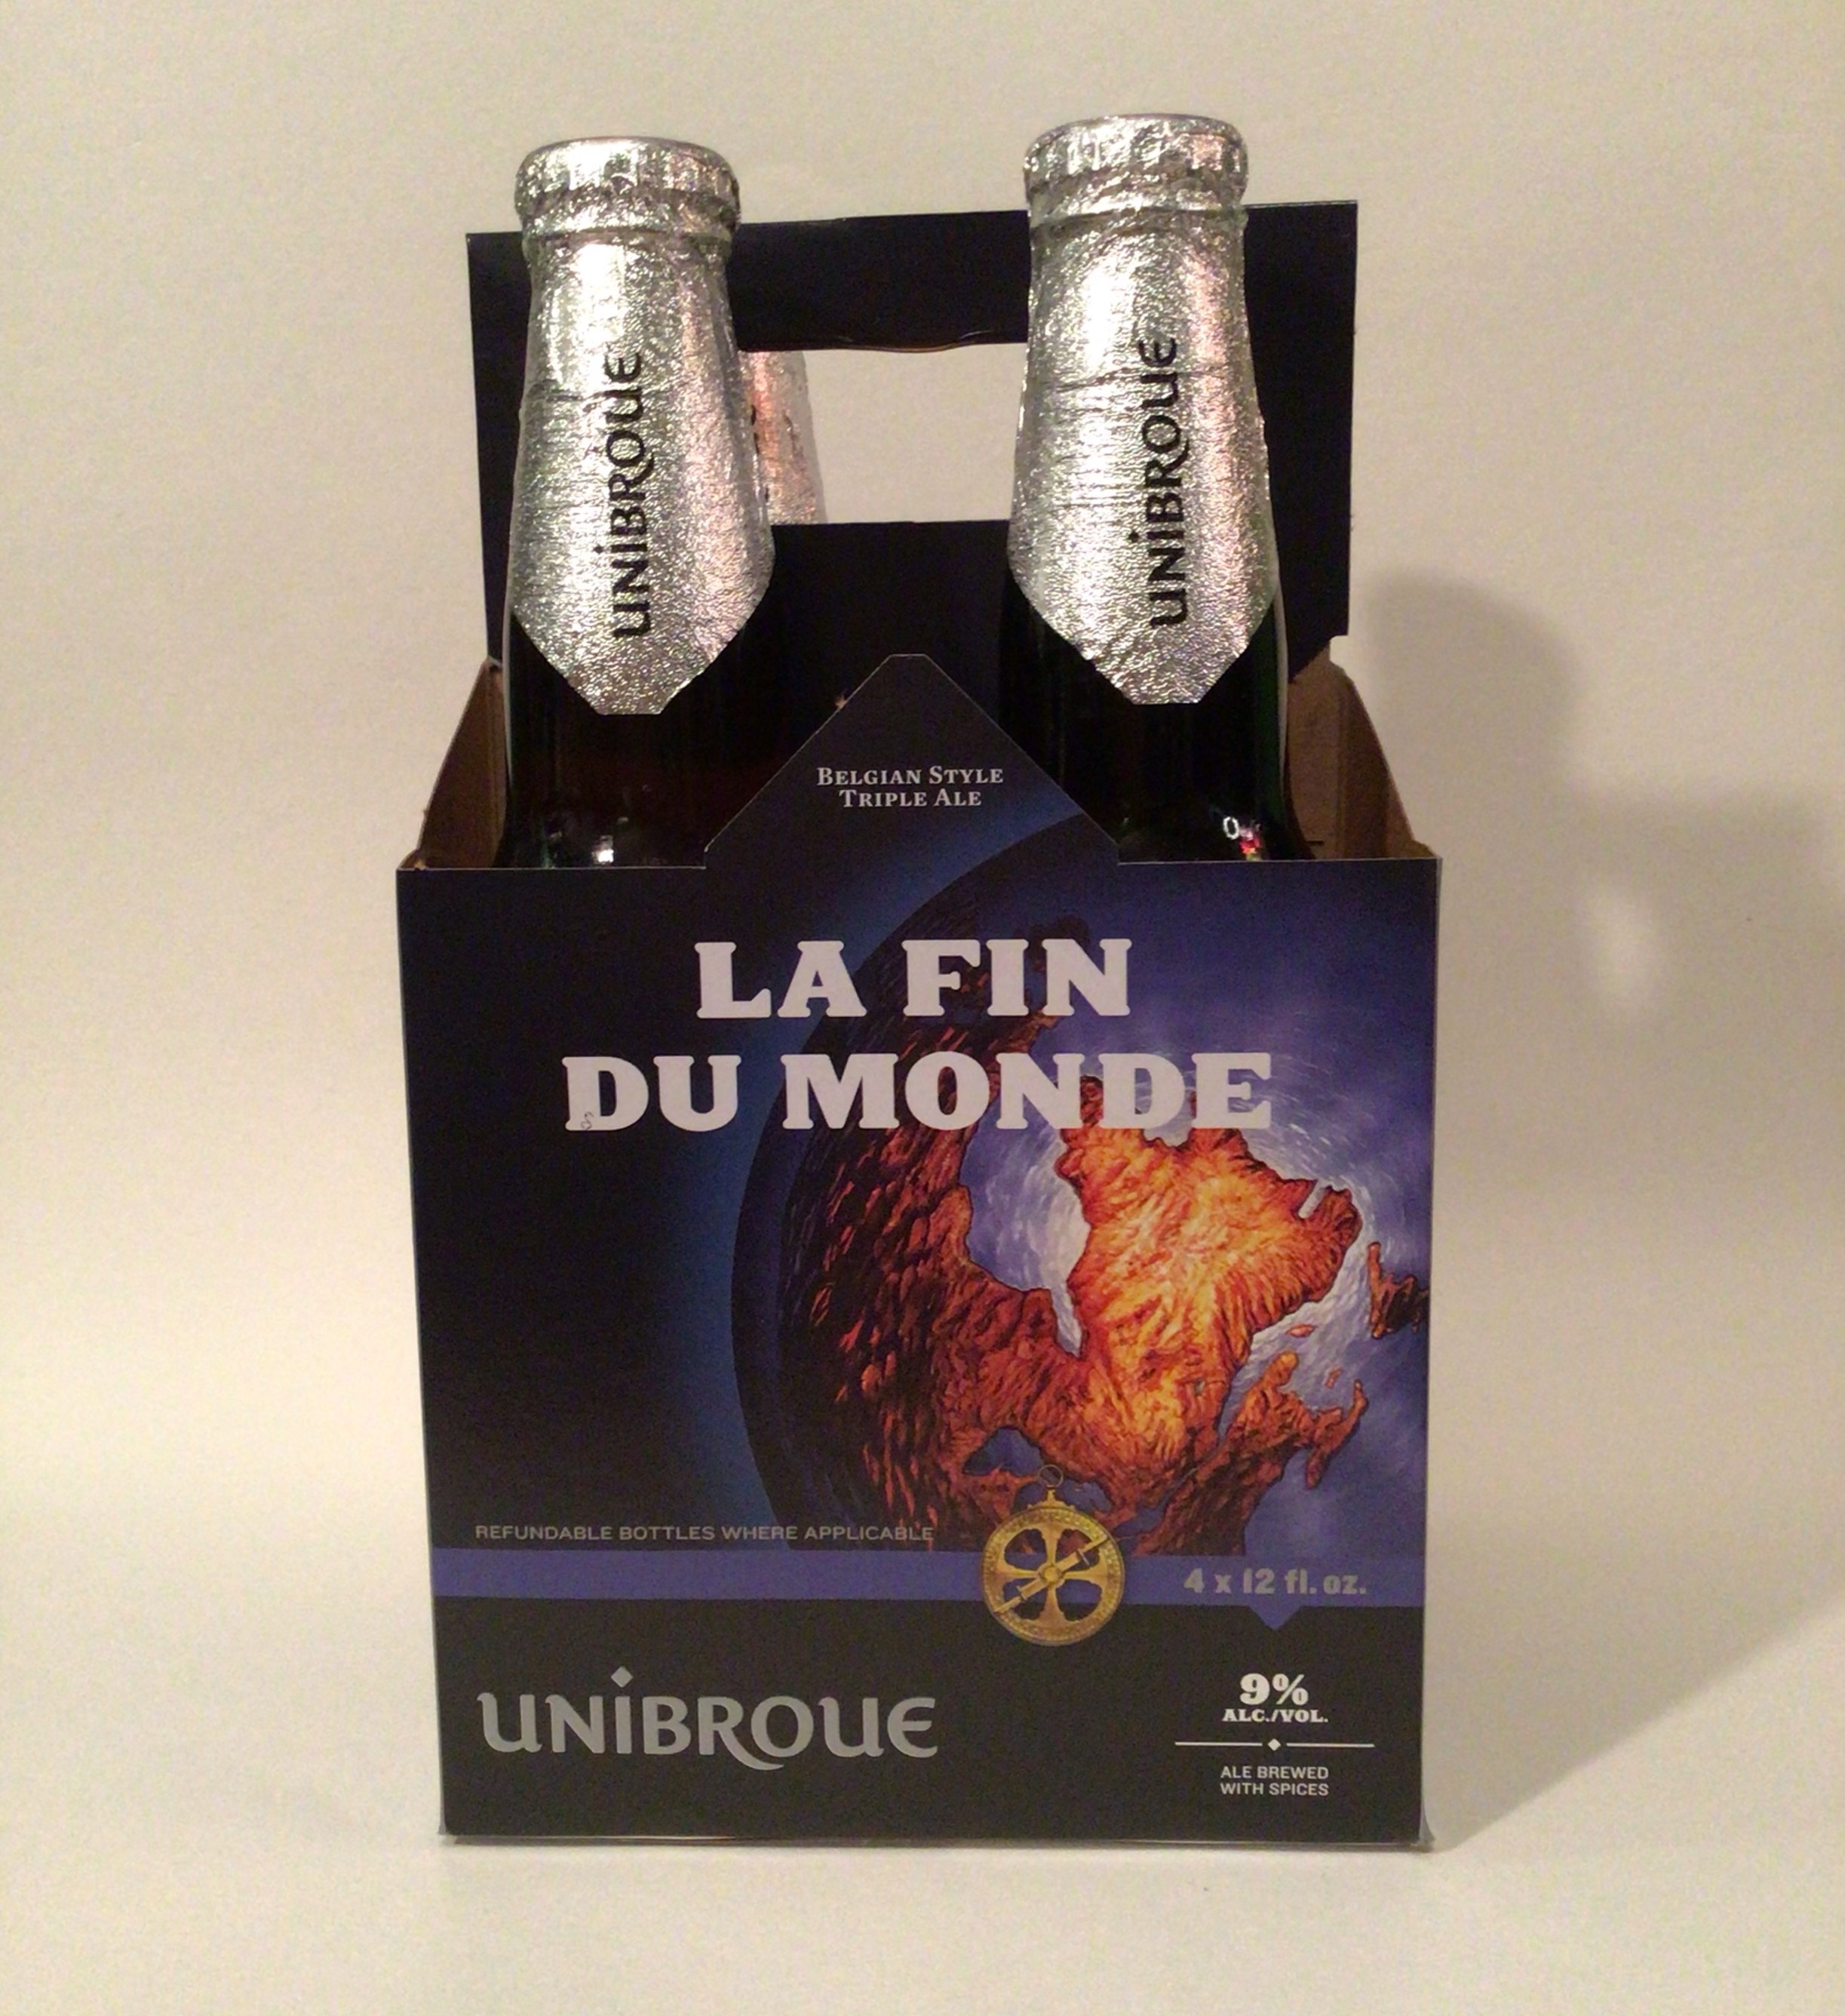 UNIBROUE
UNIBROUE
BELGIAN STYLE
TRIPLE ALE
LA FIN
DU MONDE
REFUNDABLE BOTTLES WHERE APPLICABLE
4 x 12 fl. oz.
UNIBROUE
9%
ALC./VOL.
ALE BREWED
WITH SPICES